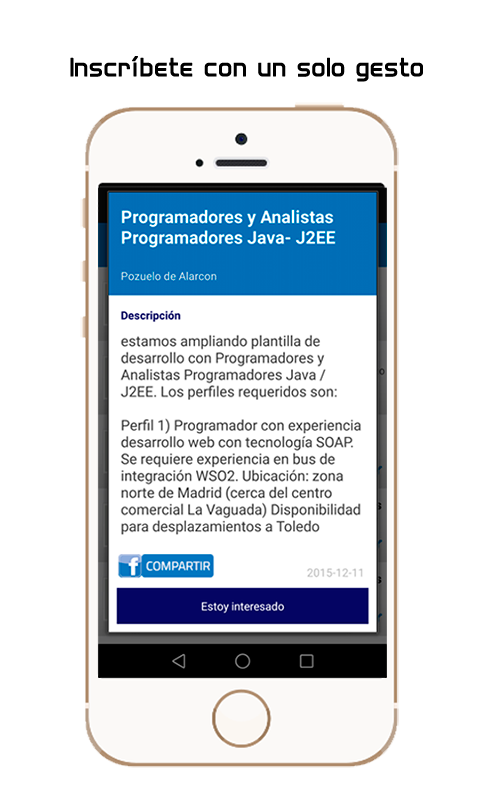 Inscríbete con un solo gesto
Programadores y Analistas
Programadores Java- J2EE
Pozuelo de Alarcon
Descripción
estamos ampliando plantilla de
desarrollo con Programadores y
Analistas Programadores Java /
J2EE. Los perfiles requeridos son:
Perfil 1) Programador con experiencia
desarrollo web con tecnología SOAP.
Se requiere experiencia en bus de
integración WSO2. Ubicación: zona
norte de Madrid (cerca del centro
comercial La Vaguada) Disponibilidad
para desplazamientos a Toledo
f COMPARTIR
2015-12-11
Estoy interesado